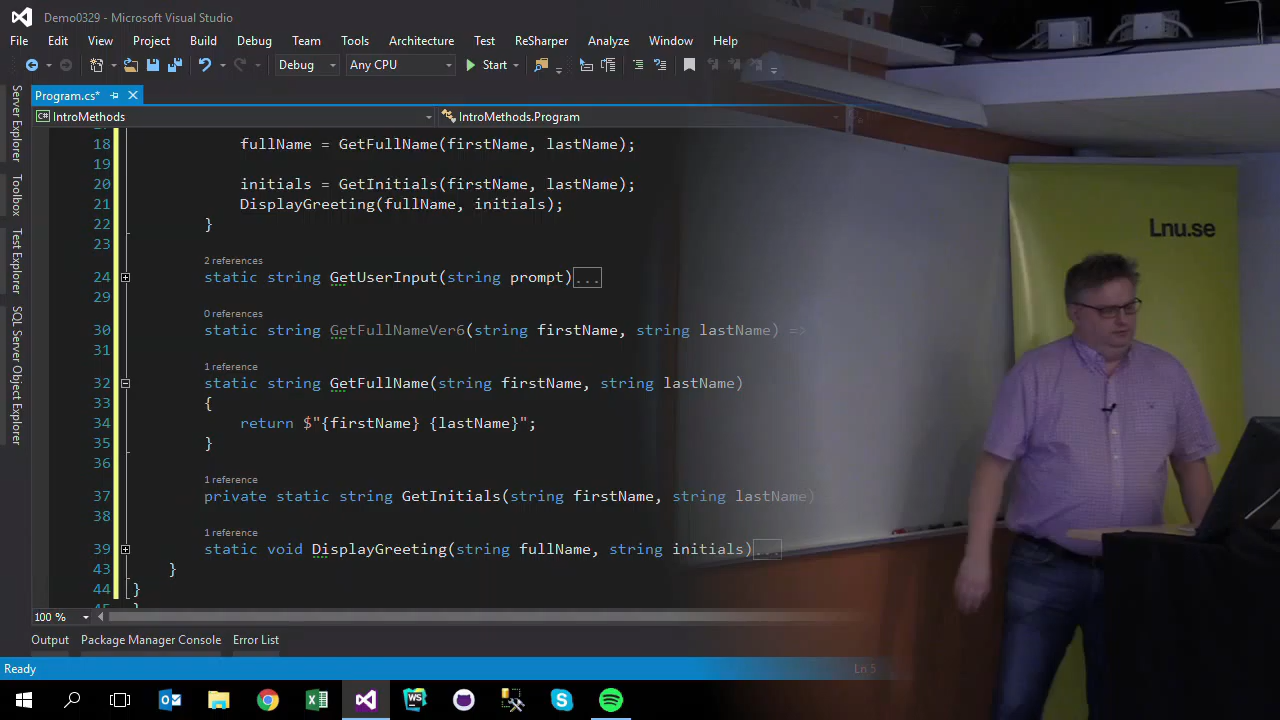 Demo0329 - Microsoft Visual Studio
File Edit View Project Build Debug Team Tools Architecture Test ReSharper Analyze Window Help
Debug Any CPU Start
Program.cs*
IntroMethods IntroMethods.Program
Server Explorer
Toolbox
Test Explorer
SQL Server Object Explorer
18 fullName = GetFullName(firstName, lastName);
19
20 initials = GetInitials(firstName, lastName);
21 DisplayGreeting(fullName, initials);
22 }
23
2 references
24 static string GetUserInput(string prompt)...
29
0 references
30 static string GetFullNameVer6(string firstName, string lastName) =>
31
1 reference
32 static string GetFullName(string firstName, string lastName)
33 {
34 return $"{firstName} {lastName}";
35 }
36
1 reference
37 private static string GetInitials(string firstName, string lastName)
38
1 reference
39 static void DisplayGreeting(string fullName, string initials)...
43 }
44 }
100 %
Output Package Manager Console Error List
Ready Ln 5
Lnu.se